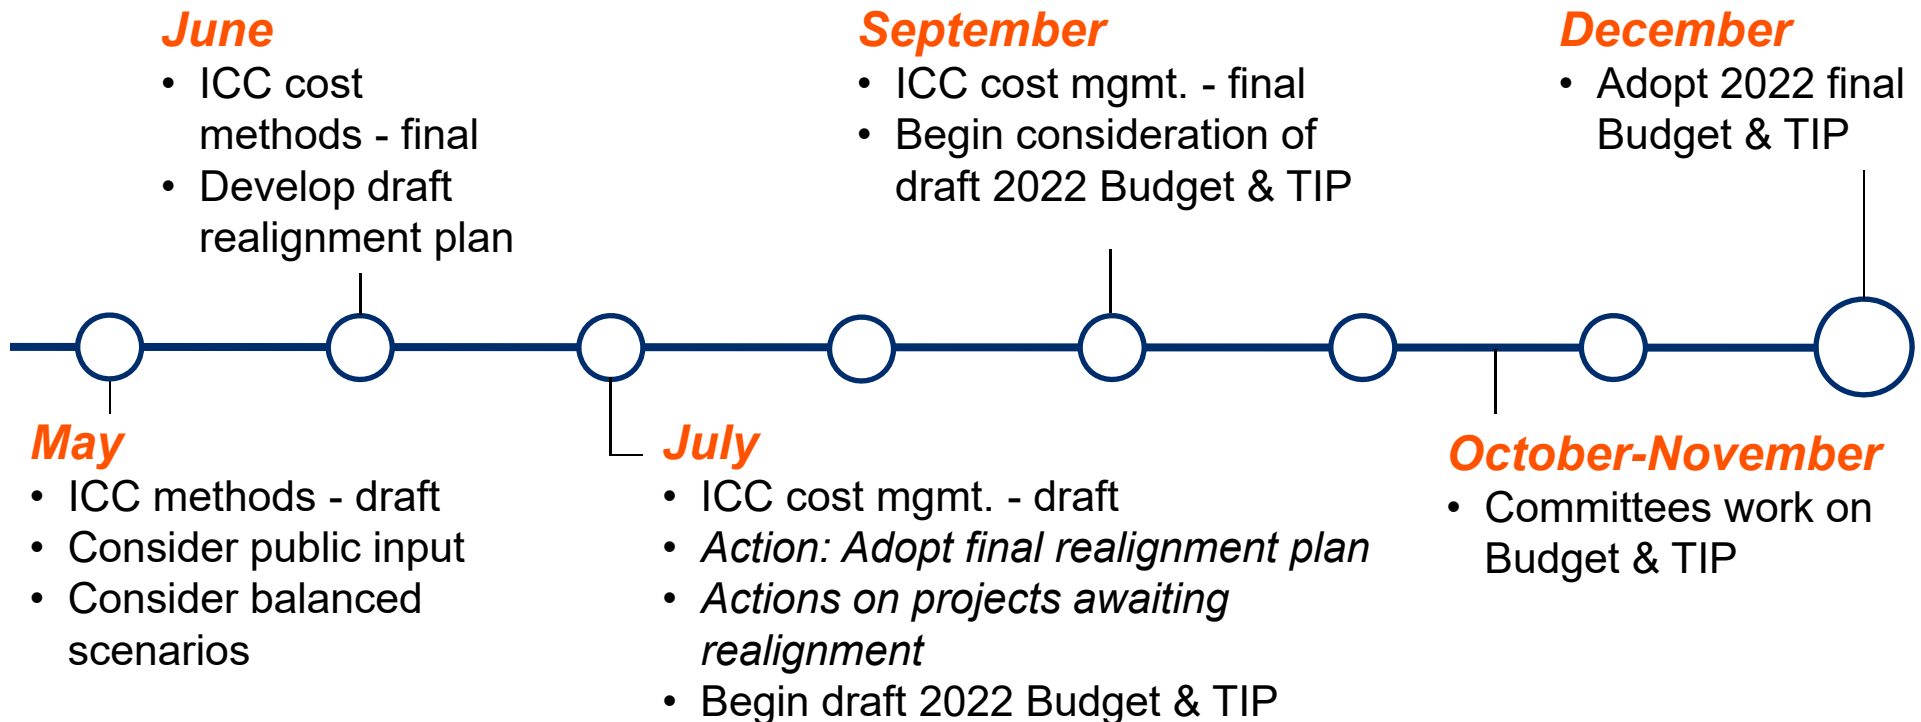 June
• ICC cost
methods - final
• Develop draft
realignment plan
September
• ICC cost mgmt. - final
• Begin consideration of
draft 2022 Budget & TIP
December
• Adopt 2022 final
Budget & TIP
May
• ICC methods - draft
• Consider public input
• Consider balanced
scenarios
July
• ICC cost mgmt. - draft
• Action: Adopt final realignment plan
• Actions on projects awaiting
realignment
• Begin draft 2022 Budget & TIP
October-November
• Committees work on
Budget & TIP